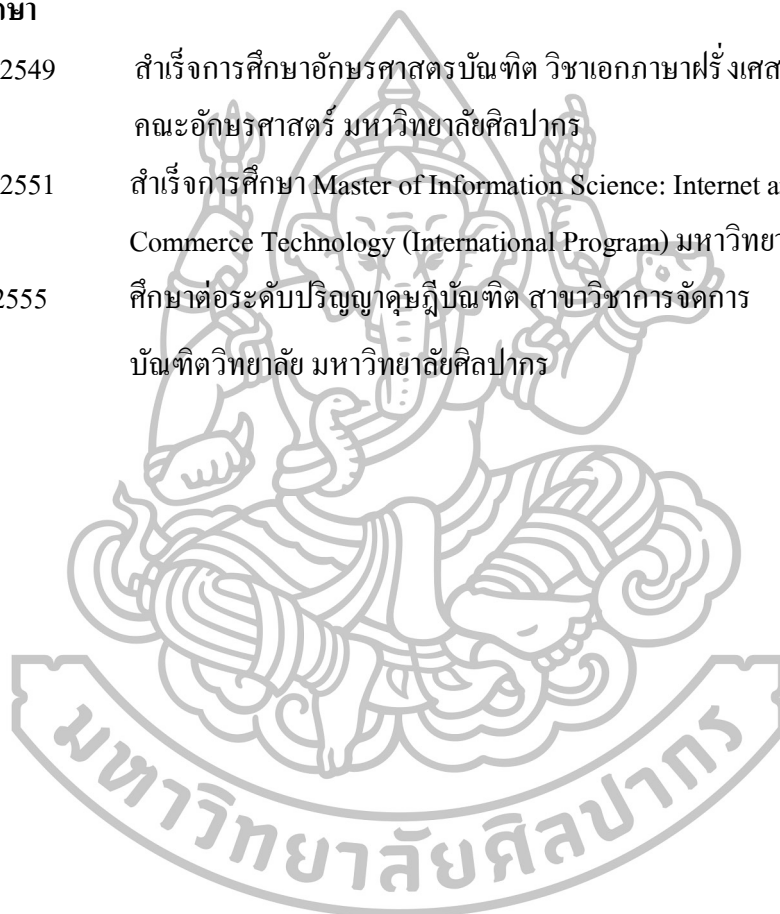 กษา
2549 สำเร็จการศึกษาอักษรศาสตรบัณฑิต วิชาเอกภาษาฝรั่งเศส
คณะอักษรศาสตร์ มหาวิทยาลัยศิลปากร
2551 สำเร็จการศึกษา Master of Information Science: Internet a
Commerce Technology (International Program) มหาวิทยา
2555 ศึกษาต่อระดับปริญญาดุษฎีบัณฑิต สาขาวิชาการจัดการ
บัณฑิตวิทยาลัย มหาวิทยาลัยศิลปากร
มหาวิทยาลัยศิลปากร